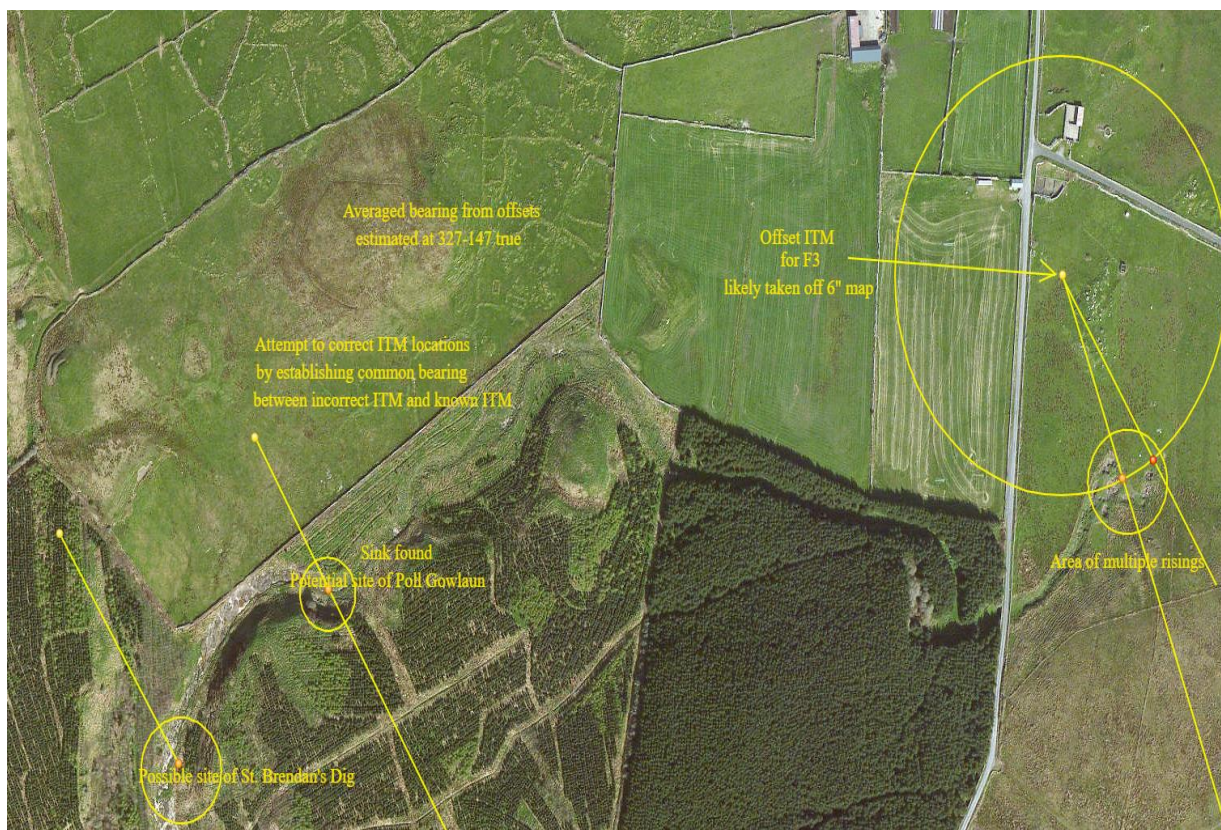 Averaged bearing from offsets
estimated at 327-147 true
Offset ITM
for F3
likely taken off 6" map
Attempt to correct ITM locations
by establishing common bearing
between incorrect ITM and known ITM
Sink found
Potential site of Poll Gowlaun
Area of multiple risings
Possible site of St. Brendan's Dig